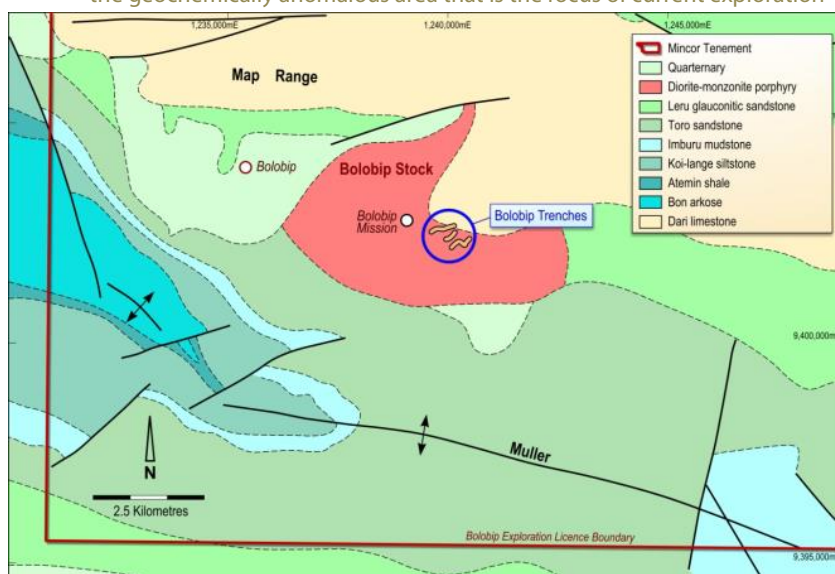 the geochemically anomalous area that is the focus of current exploration
1,235,000mE
1,240,000mE
1,245,000mE
Map Range
Mincor Tenement
Quarternary
Diorite-monzonite porphyry
Leru glauconitic sandstone
Toro sandstone
Imburu mudstone
Koi-lange siltstone
Atemin shale
Bon arkose
Dari limestone
Bolobip
Bolobip Stock
Bolobip
Mission
Bolobip Trenches
9,400,000m
Muller
N
2.5 Kilometres
Bolobip Exploration Licence Boundary
9,395,000m